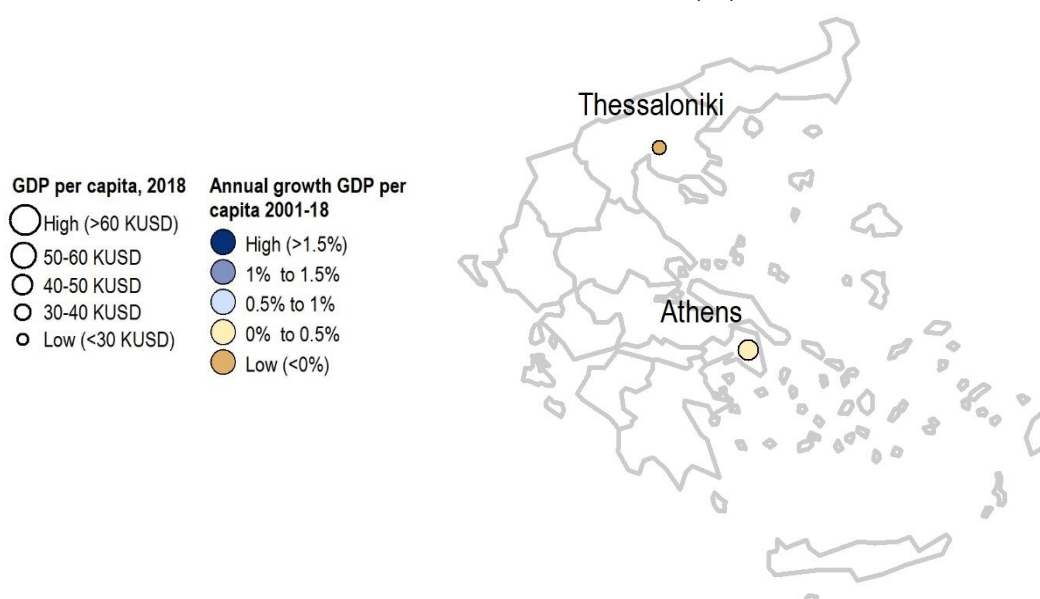 GDP per capita, 2018
High (>60 KUSD)
50-60 KUSD
40-50 KUSD
30-40 KUSD
Low (<30 KUSD)
Annual growth GDP per
capita 2001-18
High (>1.5%)
1% to 1.5%
0.5% to 1%
0% to 0.5%
Low (<0%)
Thessaloniki
Athens